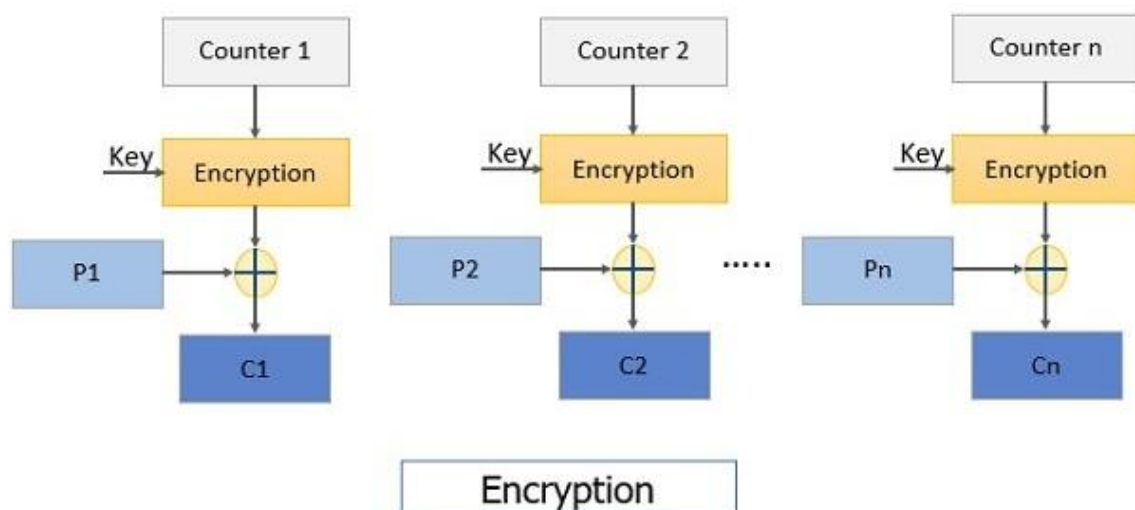 Counter 1
Counter 2
Counter n
Key
Encryption
Key
Encryption
Key
Encryption
P1
P2
.....
Pn
C1
C2
Cn
Encryption